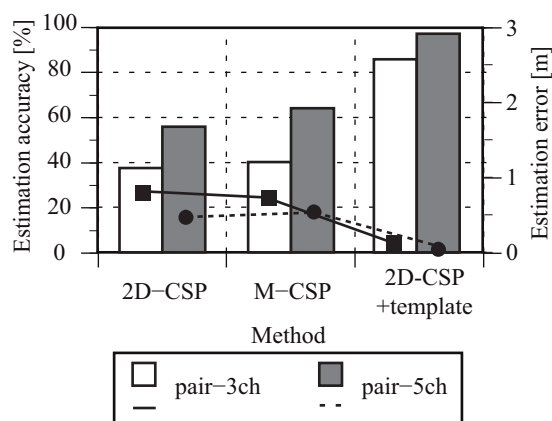 Estimation accuracy [%]
100
80
60
40
20
0
Estimation error [m]
3
2
1
0
2D−CSP
M−CSP
2D-CSP
+template
Method
pair−3ch
pair−5ch